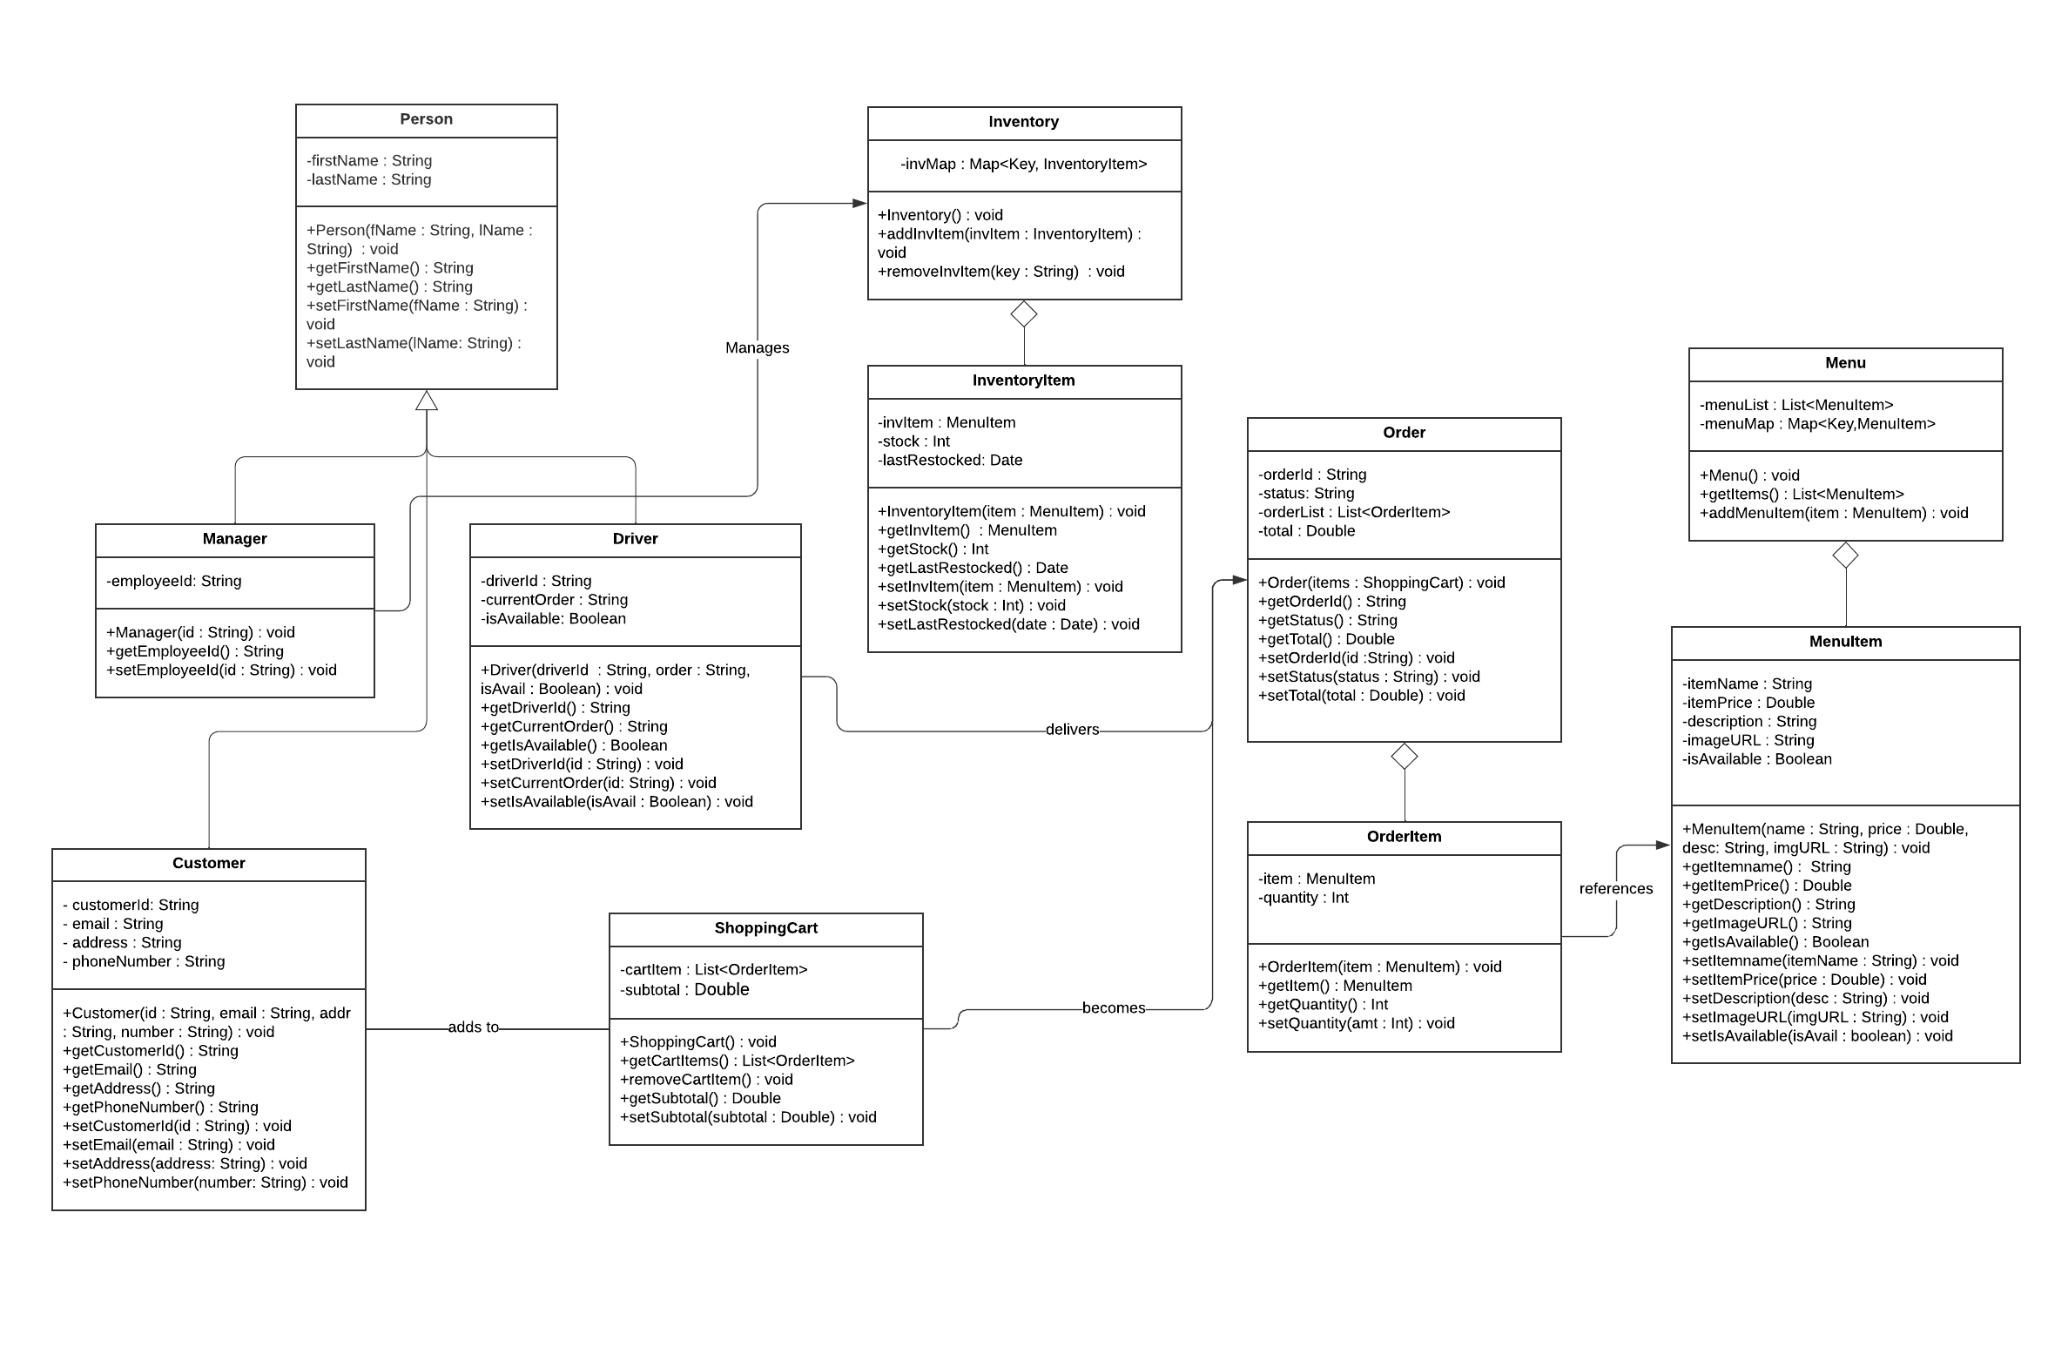 Person
-firstName : String
-lastName : String
+Person(fName : String, lName :
String)  : void
+getFirstName() : String
+getLastName() : String
+setFirstName(fName : String) :
void
+setLastName(lName: String) :
void
Inventory
-invMap : Map<Key, InventoryItem>
+Inventory() : void
+addInvItem(invItem : InventoryItem) :
void
+removeInvItem(key : String)  : void
Manages
InventoryItem
-invItem : MenuItem
-stock : Int
-lastRestocked: Date
+InventoryItem(item : MenuItem) : void
+getInvItem()  : MenuItem
+getStock() : Int
+getLastRestocked() : Date
+setInvItem(item : MenuItem) : void
+setStock(stock : Int) : void
+setLastRestocked(date : Date) : void
Menu
-menuList : List<MenuItem>
-menuMap : Map<Key,MenuItem>
+Menu() : void
+getItems() : List<MenuItem>
+addMenuItem(item : MenuItem) : void
Order
-orderId : String
-status: String
-orderList : List<OrderItem>
-total : Double
+Order(items : ShoppingCart) : void
+getOrderId() : String
+getStatus() : String
+getTotal() : Double
+setOrderId(id :String) : void
+setStatus(status : String) : void
+setTotal(total : Double) : void
Manager
-employeeId: String
+Manager(id : String) : void
+getEmployeeId() : String
+setEmployeeId(id : String) : void
Driver
-driverId : String
-currentOrder : String
-isAvailable: Boolean
+Driver(driverId  : String, order : String,
isAvail : Boolean) : void
+getDriverId() : String
+getCurrentOrder() : String
+getIsAvailable() : Boolean
+setDriverId(id : String) : void
+setCurrentOrder(id: String) : void
+setIsAvailable(isAvail : Boolean) : void
delivers
MenuItem
-itemName : String
-itemPrice : Double
-description : String
-imageURL : String
-isAvailable : Boolean
+MenuItem(name : String, price : Double,
desc: String, imgURL : String) : void
+getItemname() :  String
+getItemPrice() : Double
+getDescription() : String
+getImageURL() : String
+getIsAvailable() : Boolean
+setItemname(itemName : String) : void
+setItemPrice(price : Double) : void
+setDescription(desc : String) : void
+setImageURL(imgURL : String) : void
+setIsAvailable(isAvail : boolean) : void
OrderItem
-item : MenuItem
-quantity : Int
+OrderItem(item : MenuItem) : void
+getItem() : MenuItem
+getQuantity() : Int
+setQuantity(amt : Int) : void
references
Customer
- customerId: String
- email : String
- address : String
- phoneNumber : String
+Customer(id : String, email : String, addr
: String, number : String) : void
+getCustomerId() : String
+getEmail() : String
+getAddress() : String
+getPhoneNumber() : String
+setCustomerId(id : String) : void
+setEmail(email : String) : void
+setAddress(address: String) : void
+setPhoneNumber(number: String) : void
adds to
ShoppingCart
-cartItem : List<OrderItem>
-subtotal : Double
+ShoppingCart() : void
+getCartItems() : List<OrderItem>
+removeCartItem() : void
+getSubtotal() : Double
+setSubtotal(subtotal : Double) : void
becomes